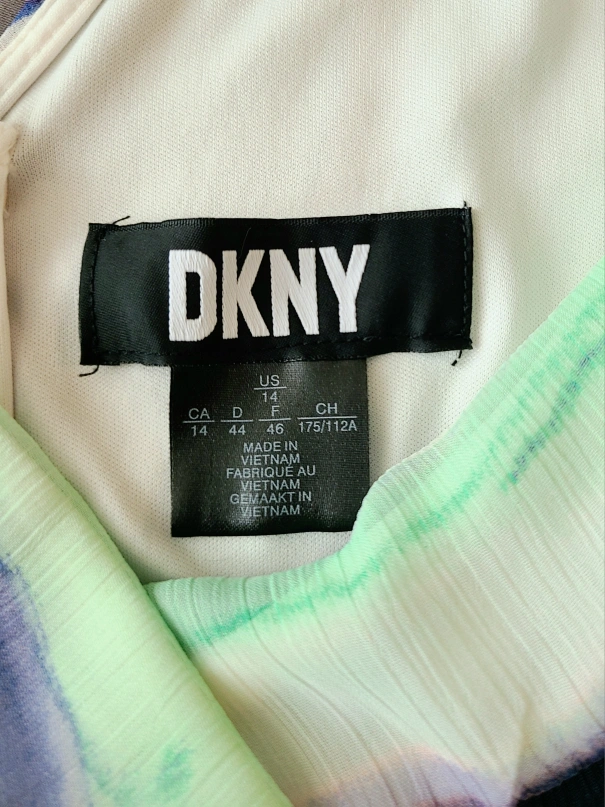 DKNY
US
14
CA D F CH
14 44 46 175/112A
MADE IN
VIETNAM
FABRIQUÉ AU
VIETNAM
GEMAAKT IN
VIETNAM